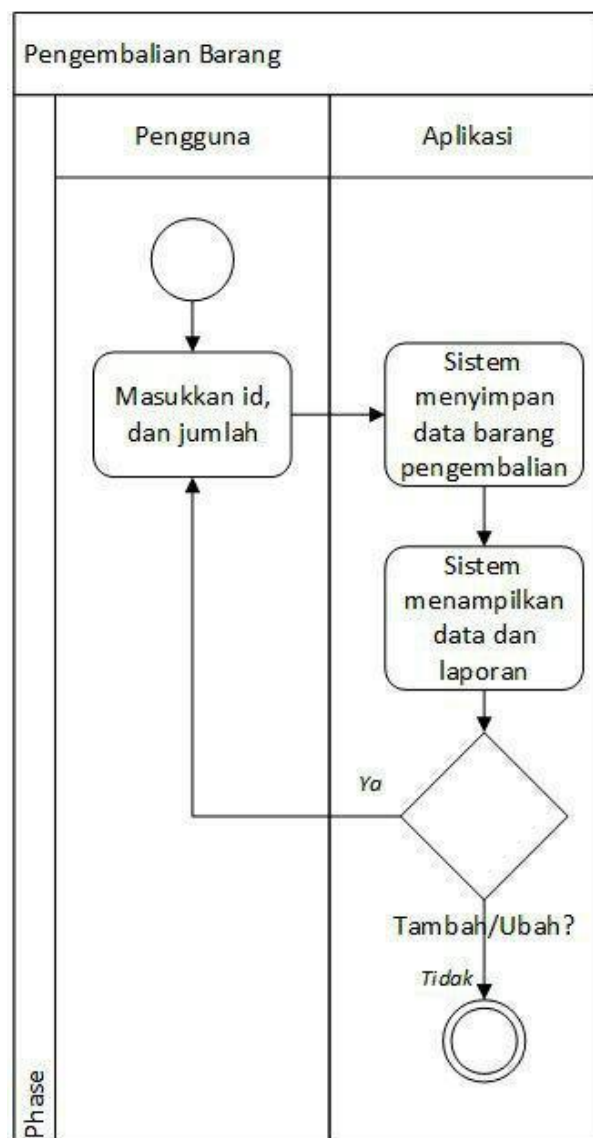 Pengembalian Barang
Pengguna
Aplikasi
Masukkan id,
dan jumlah
Sistem
menyimpan
data barang
pengembalian
Sistem
menampilkan
data dan
laporan
Ya
Tambah/Ubah?
Tidak
Phase